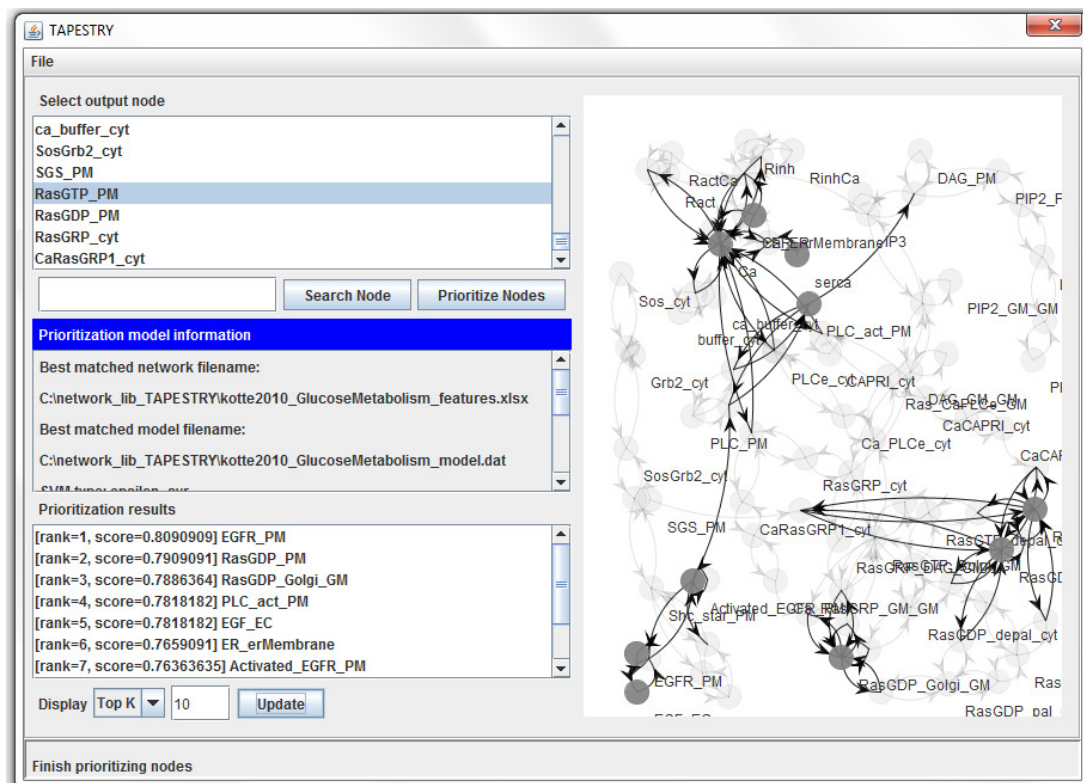 TAPESTRY
File
Select output node
ca_buffer_cyt
SosGrb2_cyt
SGS_PM
RasGTP_PM
RasGDP_PM
RasGRP_cyt
CaRasGRP1_cyt
Search Node
Prioritize Nodes
Prioritization model information
Best matched network filename:
C:\network_lib_TAPESTRY\kotte2010_GlucoseMetabolism_features.xlsx
Best matched model filename:
C:\network_lib_TAPESTRY\kotte2010_GlucoseMetabolism_model.dat
Prioritization results
[rank=1, score=0.8090909] EGFR_PM
[rank=2, score=0.7909091] RasGDP_PM
[rank=3, score=0.7886364] RasGDP_Golgi_GM
[rank=4, score=0.7818182] PLC_act_PM
[rank=5, score=0.7818182] EGF_EC
[rank=6, score=0.7659091] ER_erMembrane
[rank=7, score=0.76363635] Activated_EGFR_PM
Display
Top K
10
Update
Finish prioritizing nodes
RactCa
Rinh
RinhCa
DAG_PM
Ract
IP3
Ca
serca
Sos_cyt
PIP2_GM_GM
ca_buffer_cyt
PLC_act_PM
buffer_cyt
Grb2_cyt
PLCe_cyt
CAPRI_cyt
CaCAPRI_cyt
PLC_PM
Ca_PLCe_cyt
SosGrb2_cyt
RasGRP_cyt
SGS_PM
CaRasGRP1_cyt
Shc_star_PM
RasGDP_depal_cyt
EGFR_PM
RasGDP_Golgi_GM
RasGDP_pal_